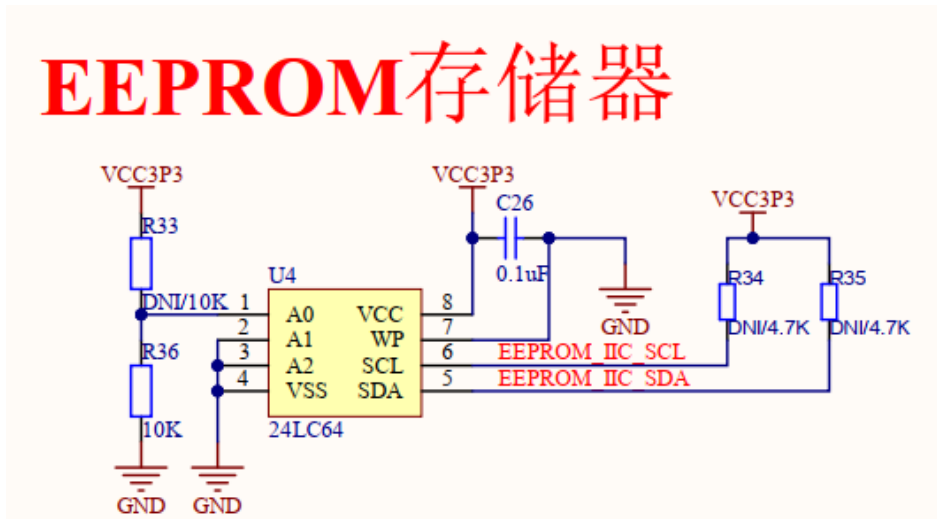 EEPROM存储器
VCC3P3
VCC3P3
VCC3P3
R33
DNI/10K
R36
10K
GND
GND
C26
0.1uF
GND
U4
1 A0 VCC 8
2 A1 WP 7
3 A2 SCL 6
4 VSS SDA 5
24LC64
EEPROM_IIC_SCL
EEPROM_IIC_SDA
R34
DNI/4.7K
R35
DNI/4.7K